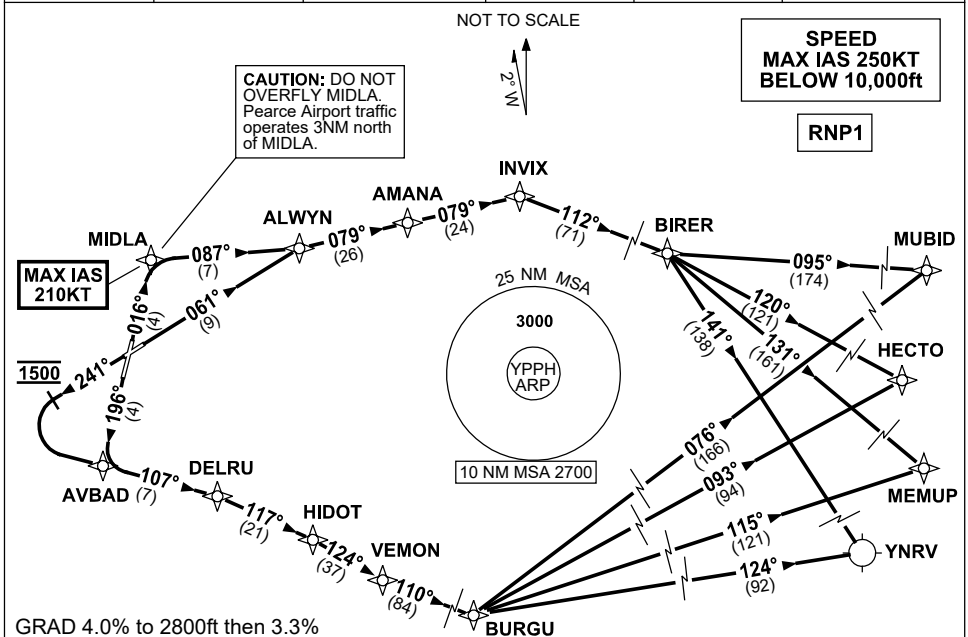 NOT TO SCALE
2° W
SPEED
MAX IAS 250KT
BELOW 10,000ft
RNP1
CAUTION: DO NOT
OVERFLY MIDLA.
Pearce Airport traffic
operates 3NM north
of MIDLA.
INVIX
AMANA
ALWYN
MIDLA
BIRER
MUBID
087°
(7)
079°
(26)
079°
(24)
112°
(71)
095°
(174)
MAX IAS
210KT
016°
(4)
061°
(9)
25 NM MSA
3000
YPPH
ARP
10 NM MSA 2700
120°
(121)
131°
(161)
141°
(138)
HECTO
1500
241°
196°
(4)
AVBAD
107°
(7)
DELRU
117°
(21)
HIDOT
124°
(37)
VEMON
110°
(84)
BURGU
076°
(166)
093°
(94)
115°
(121)
124°
(92)
MEMUP
YNRV
GRAD 4.0% to 2800ft then 3.3%